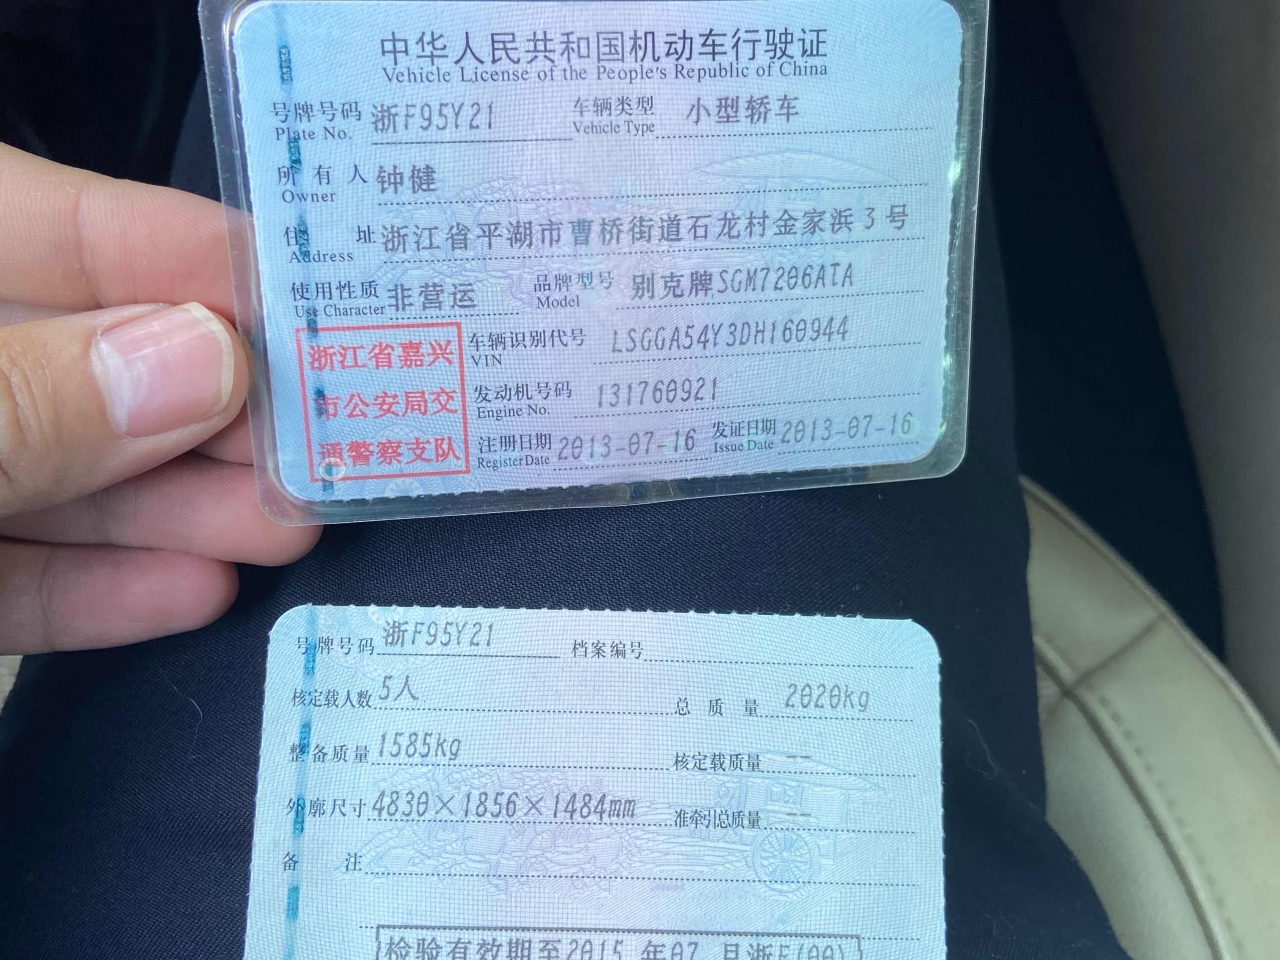 中华人民共和国机动车行驶证
Vehicle License of the People's Republic of China
号牌号码 浙F95Y21 车辆类型 小型轿车
Plate No. Vehicle Type
所有人 钟健
Owner
住址 浙江省平湖市曹桥街道石龙村金家浜3号
Address
使用性质 非营运 品牌型号 别克牌SGM7206ATA
Use Character Model
浙江省嘉兴
市公安局交
通警察支队
车辆识别代号 LSGGA54Y3DH160944
VIN
发动机号码 131760921
Engine No.
注册日期 2013-07-16 发证日期 2013-07-16
Register Date Issue Date
号牌号码 浙F95Y21 档案编号
核定载人数 5人 总质量 2020kg
整备质量 1585kg 核定载质量 --
外廓尺寸 4830×1856×1484mm 准牵引总质量 --
备注
检验有效期至2015年07月浙F(00)